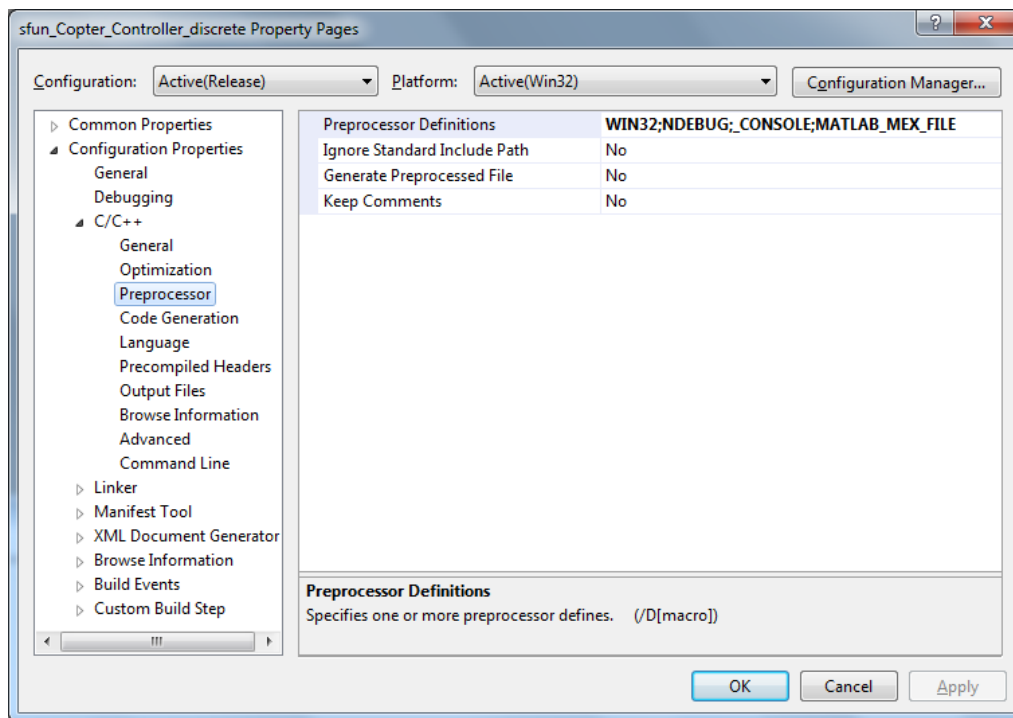 sfun_Copter_Controller_discrete Property Pages
Configuration: Active(Release) Platform: Active(Win32) Configuration Manager...
Common Properties
Configuration Properties
General
Debugging
C/C++
General
Optimization
Preprocessor
Code Generation
Language
Precompiled Headers
Output Files
Browse Information
Advanced
Command Line
Linker
Manifest Tool
XML Document Generator
Browse Information
Build Events
Custom Build Step
Preprocessor Definitions WIN32;NDEBUG;_CONSOLE;MATLAB_MEX_FILE
Ignore Standard Include Path No
Generate Preprocessed File No
Keep Comments No
Preprocessor Definitions
Specifies one or more preprocessor defines. (/D[macro])
OK Cancel Apply